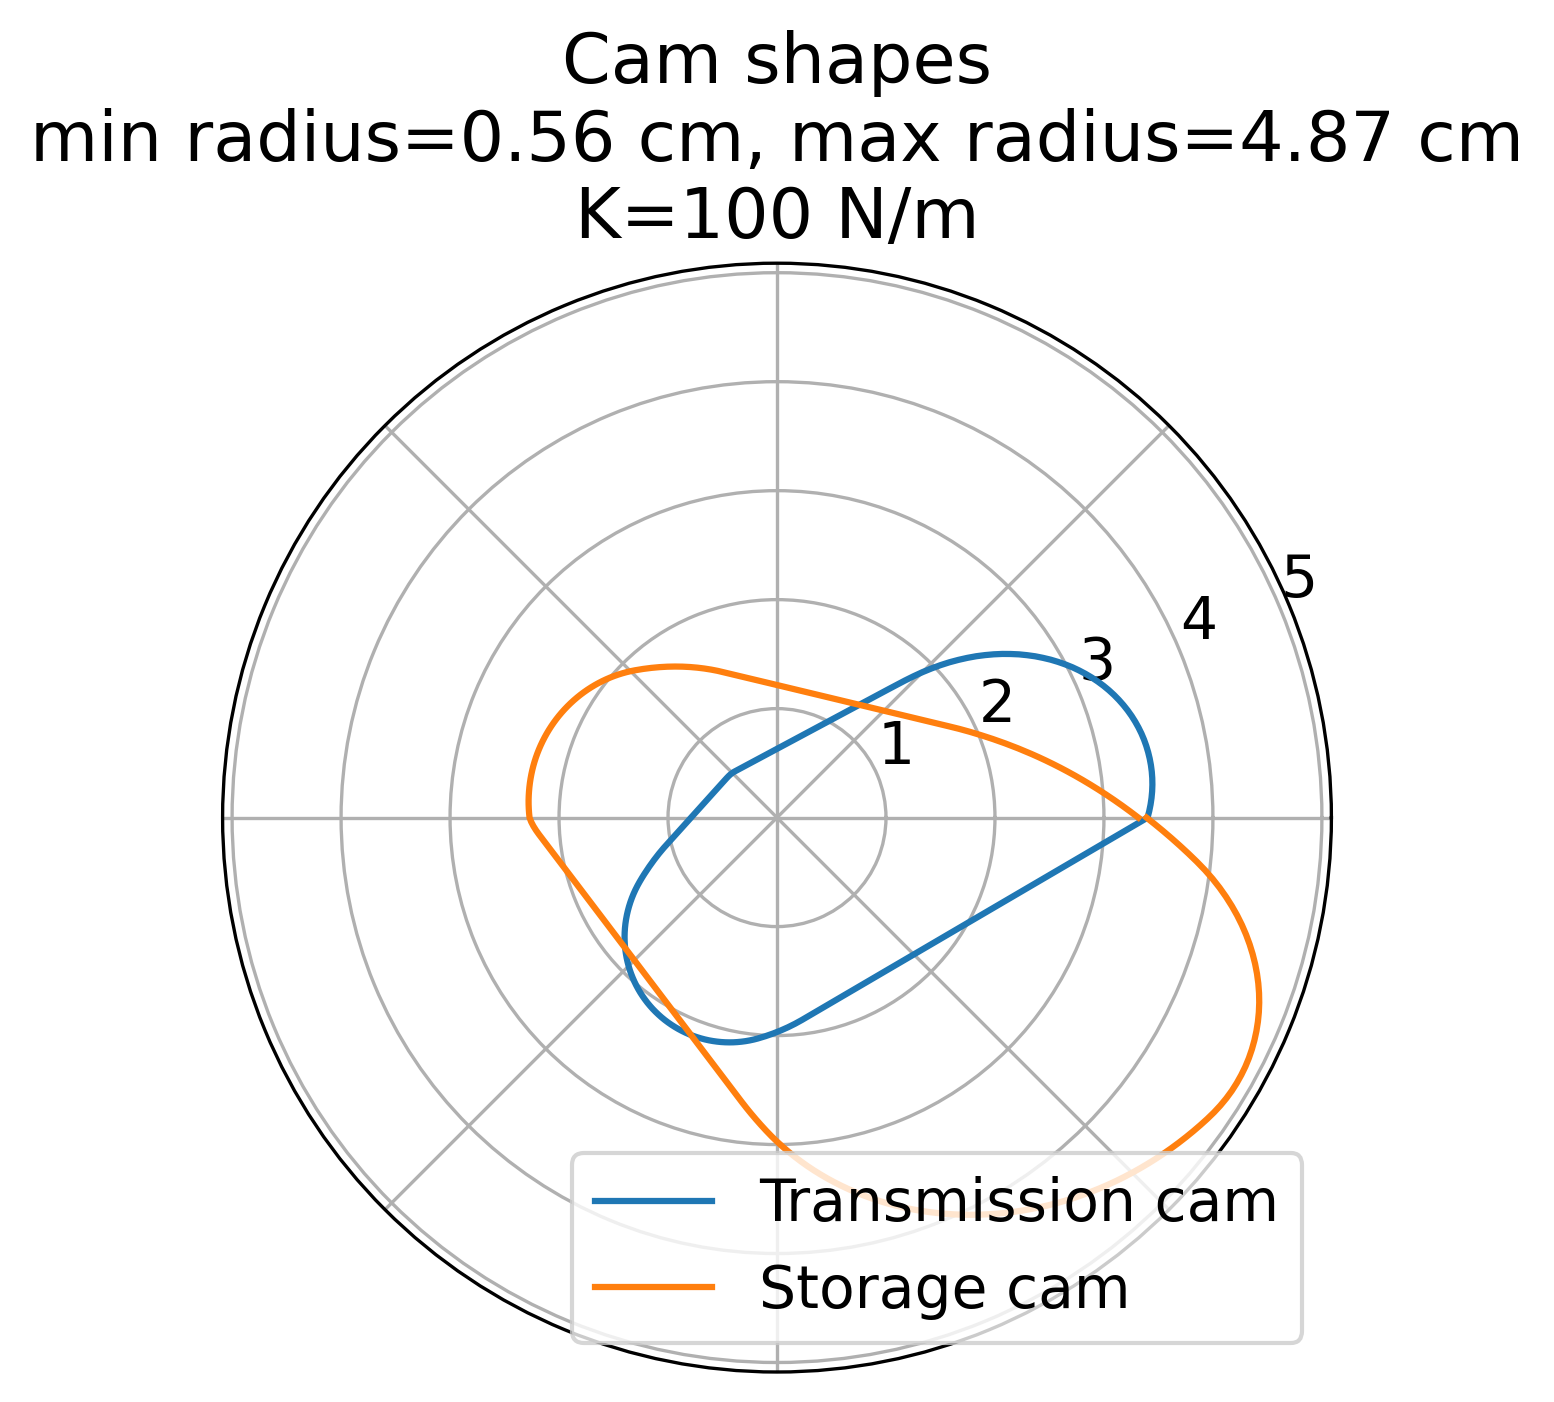 Cam shapes
min radius=0.56 cm, max radius=4.87 cm
K=100 N/m
5
4
3
2
1
Transmission cam
Storage cam